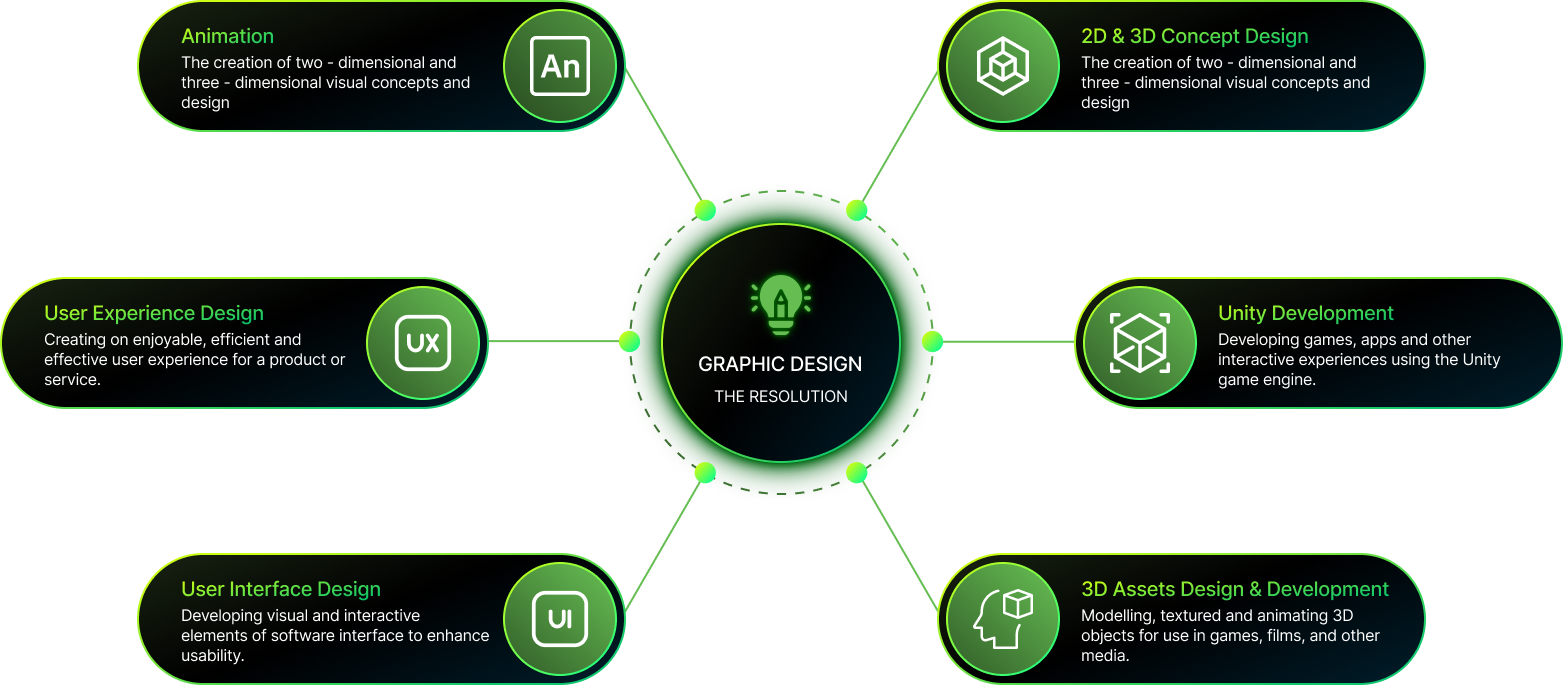 Animation
The creation of two - dimensional and
three - dimensional visual concepts and
design
An
2D & 3D Concept Design
The creation of two - dimensional and
three - dimensional visual concepts and
design
User Experience Design
Creating on enjoyable, efficient and
effective user experience for a product or
service.
UX
GRAPHIC DESIGN
THE RESOLUTION
Unity Development
Developing games, apps and other
interactive experiences using the Unity
game engine.
User Interface Design
Developing visual and interactive
elements of software interface to enhance
usability.
UI
3D Assets Design & Development
Modelling, textured and animating 3D
objects for use in games, films, and other
media.